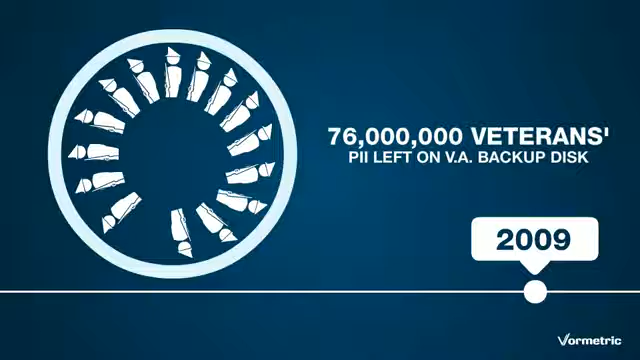 76,000,000 VETERANS'
PII LEFT ON V.A. BACKUP DISK
2009
Vormetric